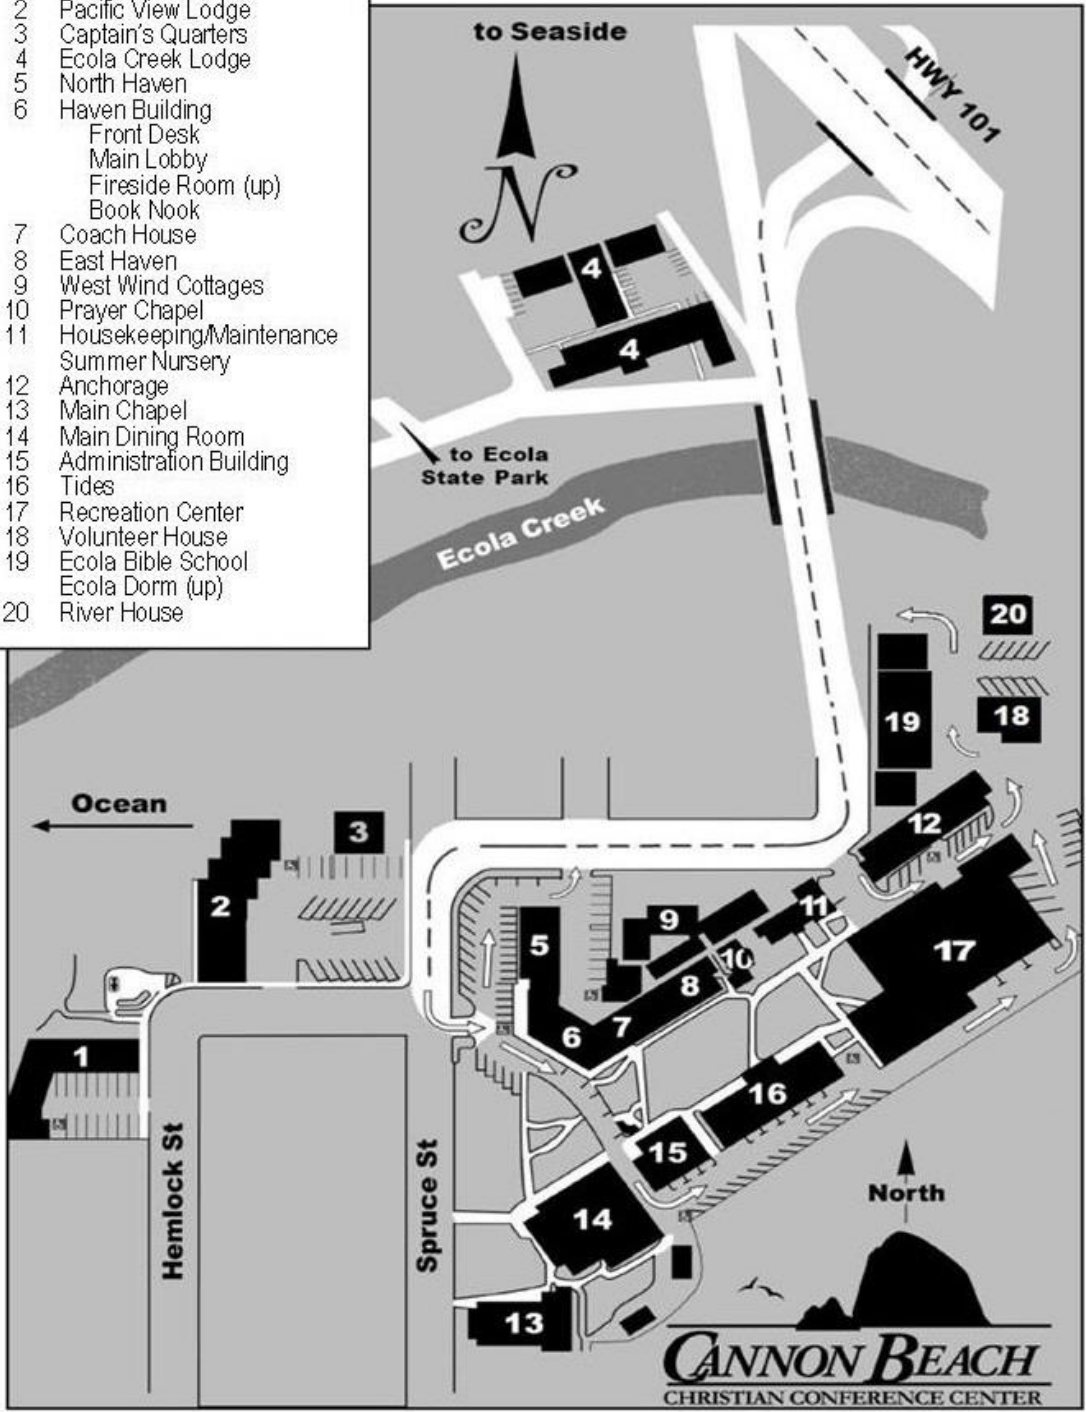 2 Pacific View Lodge
3 Captain's Quarters
4 Ecola Creek Lodge
5 North Haven
6 Haven Building
Front Desk
Main Lobby
Fireside Room (up)
Book Nook
7 Coach House
8 East Haven
9 West Wind Cottages
10 Prayer Chapel
11 Housekeeping/Maintenance
Summer Nursery
12 Anchorage
13 Main Chapel
14 Main Dining Room
15 Administration Building
16 Tides
17 Recreation Center
18 Volunteer House
19 Ecola Bible School
Ecola Dorm (up)
20 River House
to Seaside
N
HWY 101
4
4
to Ecola
State Park
Ecola Creek
20
19
18
Ocean
3
12
2
9
11
5
10
17
8
7
6
1
16
15
14
Hemlock St
Spruce St
North
13
CANNON BEACH
CHRISTIAN CONFERENCE CENTER